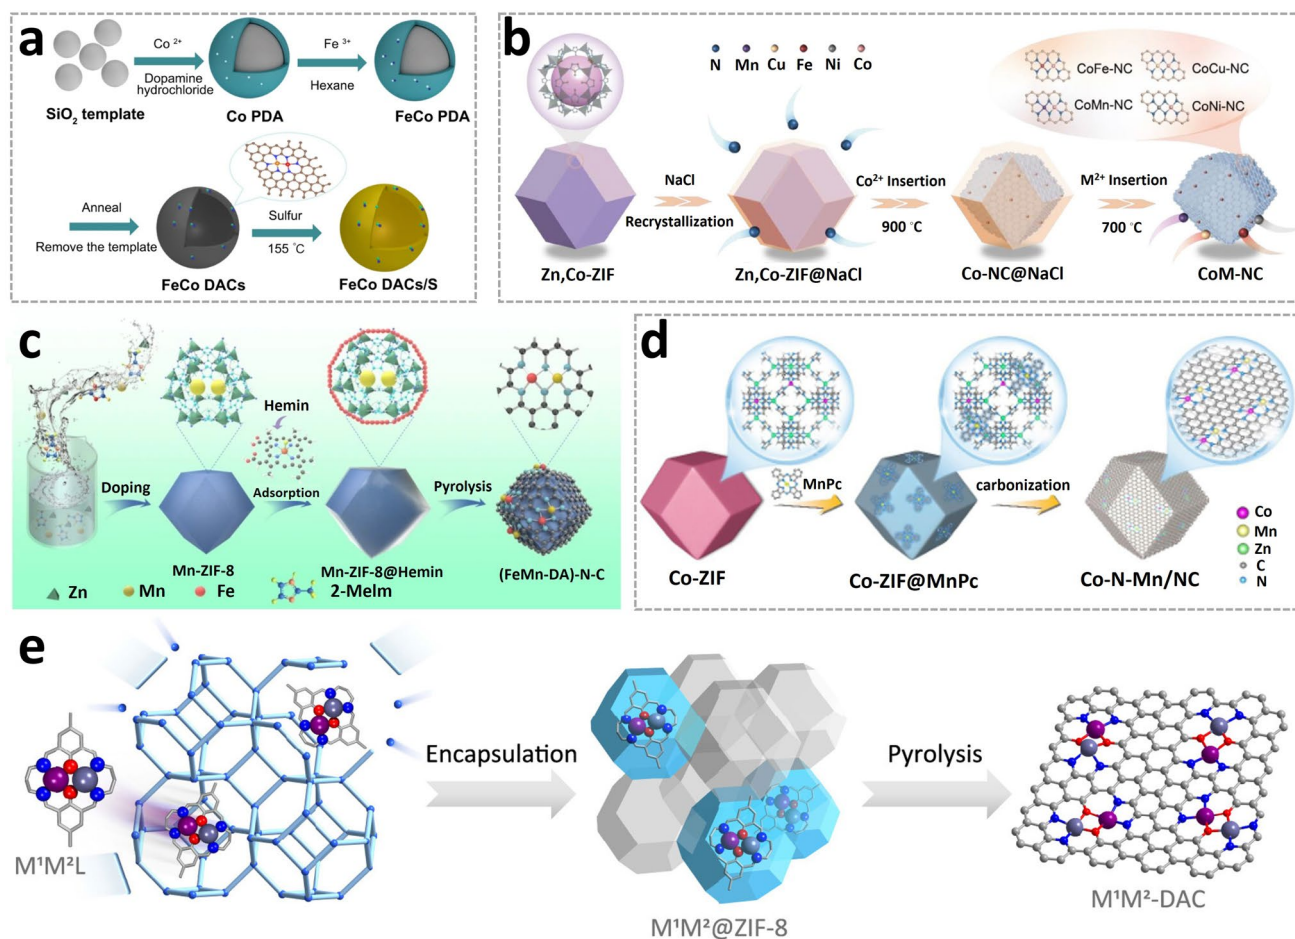 a
SiO2 template
Co 2+
Dopamine
hydrochloride
Co PDA
Fe 3+
Hexane
FeCo PDA
Anneal
Remove the template
FeCo DACs
Sulfur
155 °C
FeCo DACs/S
b
N Mn Cu Fe Ni Co
CoFe-NC
CoCu-NC
CoMn-NC
CoNi-NC
Zn,Co-ZIF
NaCl
Recrystallization
Zn,Co-ZIF@NaCl
Co2+ Insertion
900 °C
Co-NC@NaCl
M2+ Insertion
700 °C
CoM-NC
c
Doping
Mn-ZIF-8
Hemin
Adsorption
Mn-ZIF-8@Hemin
Pyrolysis
(FeMn-DA)-N-C
Zn
Mn
Fe
2-MeIm
d
Co-ZIF
MnPc
Co-ZIF@MnPc
carbonization
Co-N-Mn/NC
Co
Mn
Zn
C
N
e
M¹M²L
Encapsulation
M¹M²@ZIF-8
Pyrolysis
M¹M²-DAC